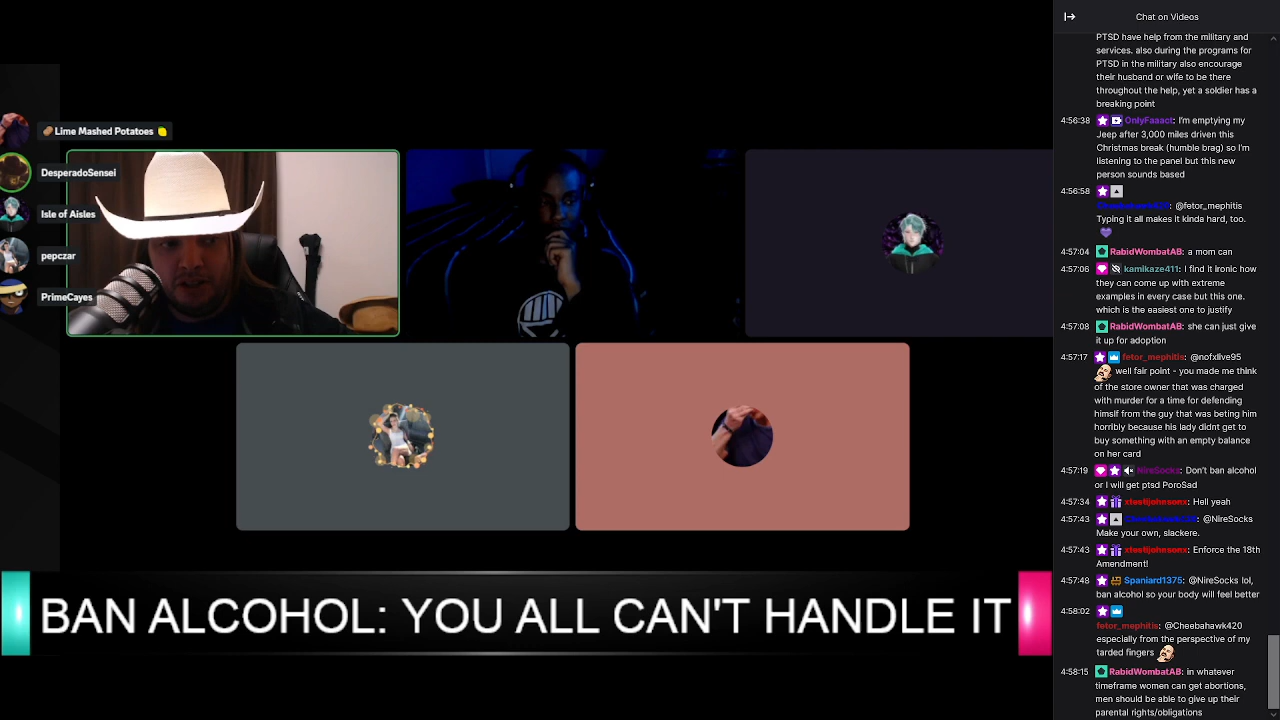 Lime Mashed Potatoes
DesperadoSensei
Isle of Aisles
pepczar
PrimeCayes
BAN ALCOHOL: YOU ALL CAN'T HANDLE IT
Chat on Videos
PTSD have help from the military and
services. also during the programs for
PTSD in the military also encourage
their husband or wife to be there
throughout the help, yet a soldier has a
breaking point
4:56:38 OnlyFaaact: I'm emptying my
Jeep after 3,000 miles driven this
Christmas break (humble brag) so I'm
listening to the panel but this new
person sounds based
4:56:58
Cheebahawk420: @fetor_mephitis
Typing it all makes it kinda hard, too.
4:57:04 RabidWombatAB: a mom can
4:57:06 kamikaze411: I find it ironic how
they can come up with extreme
examples in every case but this one.
which is the easiest one to justify
4:57:08 RabidWombatAB: she can just give
it up for adoption
4:57:17 fetor_mephitis: @nofxlive95
well fair point - you made me think
of the store owner that was charged
with murder for a time for defending
himslf from the guy that was beting him
horribly because his lady didnt get to
buy something with an empty balance
on her card
4:57:19 NireSocks: Don't ban alcohol
or I will get ptsd PoroSad
4:57:34 xtestijohnsonx: Hell yeah
4:57:43 Cheebahawk420: @NireSocks
Make your own, slackere.
4:57:43 xtestijohnsonx: Enforce the 18th
Amendment!
4:57:48 Spaniard1375: @NireSocks lol,
ban alcohol so your body will feel better
4:58:02
fetor_mephitis: @Cheebahawk420
especially from the perspective of my
tarded fingers
4:58:15 RabidWombatAB: in whatever
timeframe women can get abortions,
men should be able to give up their
parental rights/obligations